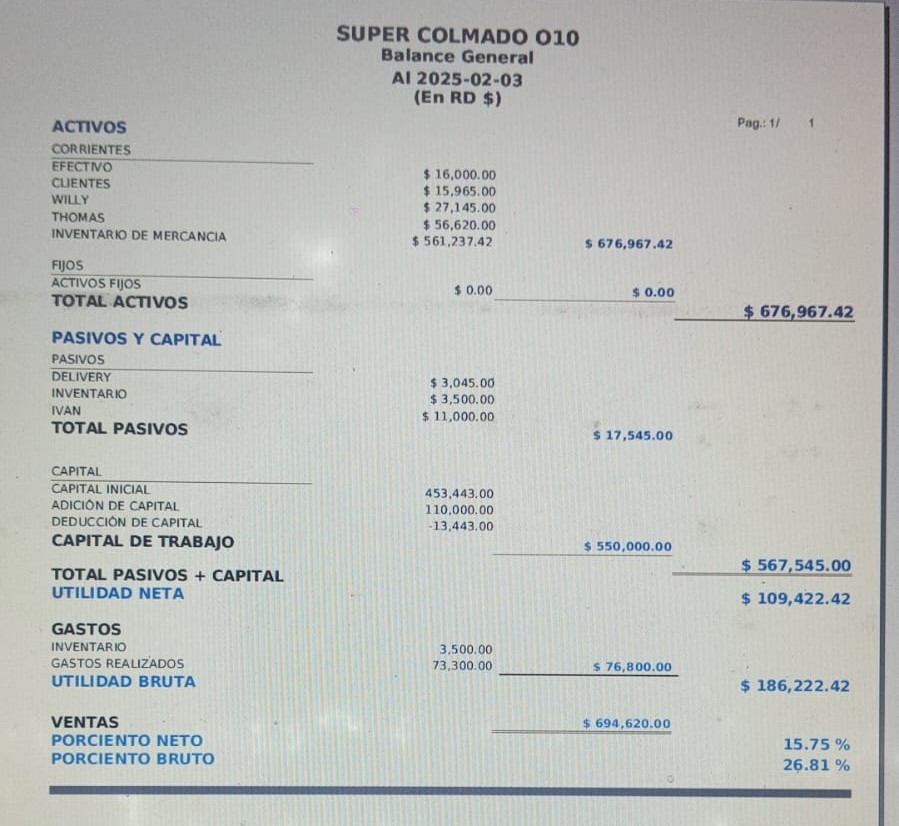 SUPER COLMADO O10
Balance General
Al 2025-02-03
(En RD $)
Pag.: 1/ 1
ACTIVOS
CORRIENTES
EFECTIVO $ 16,000.00
CLIENTES $ 15,965.00
WILLY $ 27,145.00
THOMAS $ 56,620.00
INVENTARIO DE MERCANCIA $ 561,237.42 $ 676,967.42
FIJOS
ACTIVOS FIJOS $ 0.00 $ 0.00
TOTAL ACTIVOS $ 676,967.42
PASIVOS Y CAPITAL
PASIVOS
DELIVERY $ 3,045.00
INVENTARIO $ 3,500.00
IVAN $ 11,000.00
TOTAL PASIVOS $ 17,545.00
CAPITAL
CAPITAL INICIAL 453,443.00
ADICIÓN DE CAPITAL 110,000.00
DEDUCCIÓN DE CAPITAL -13,443.00
CAPITAL DE TRABAJO $ 550,000.00
TOTAL PASIVOS + CAPITAL $ 567,545.00
UTILIDAD NETA $ 109,422.42
GASTOS
INVENTARIO 3,500.00
GASTOS REALIZADOS 73,300.00 $ 76,800.00
UTILIDAD BRUTA $ 186,222.42
VENTAS $ 694,620.00
PORCIENTO NETO 15.75 %
PORCIENTO BRUTO 26.81 %